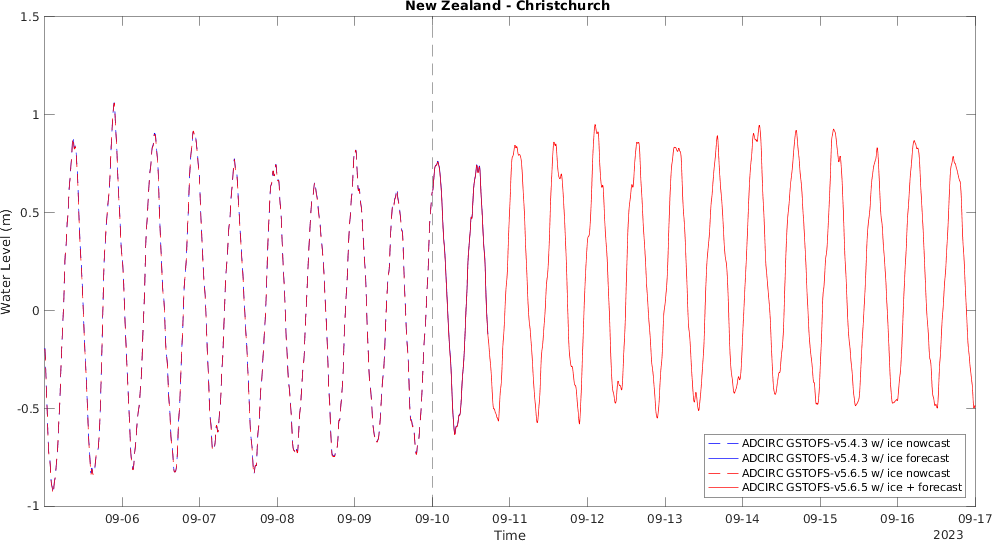 New Zealand - Christchurch
1.5
1
0.5
0
-0.5
-1
Water Level (m)
09-06 09-07 09-08 09-09 09-10 09-11 09-12 09-13 09-14 09-15 09-16 09-17
Time
2023
ADCIRC GSTOFS-v5.4.3 w/ ice nowcast
ADCIRC GSTOFS-v5.4.3 w/ ice forecast
ADCIRC GSTOFS-v5.6.5 w/ ice nowcast
ADCIRC GSTOFS-v5.6.5 w/ ice + forecast